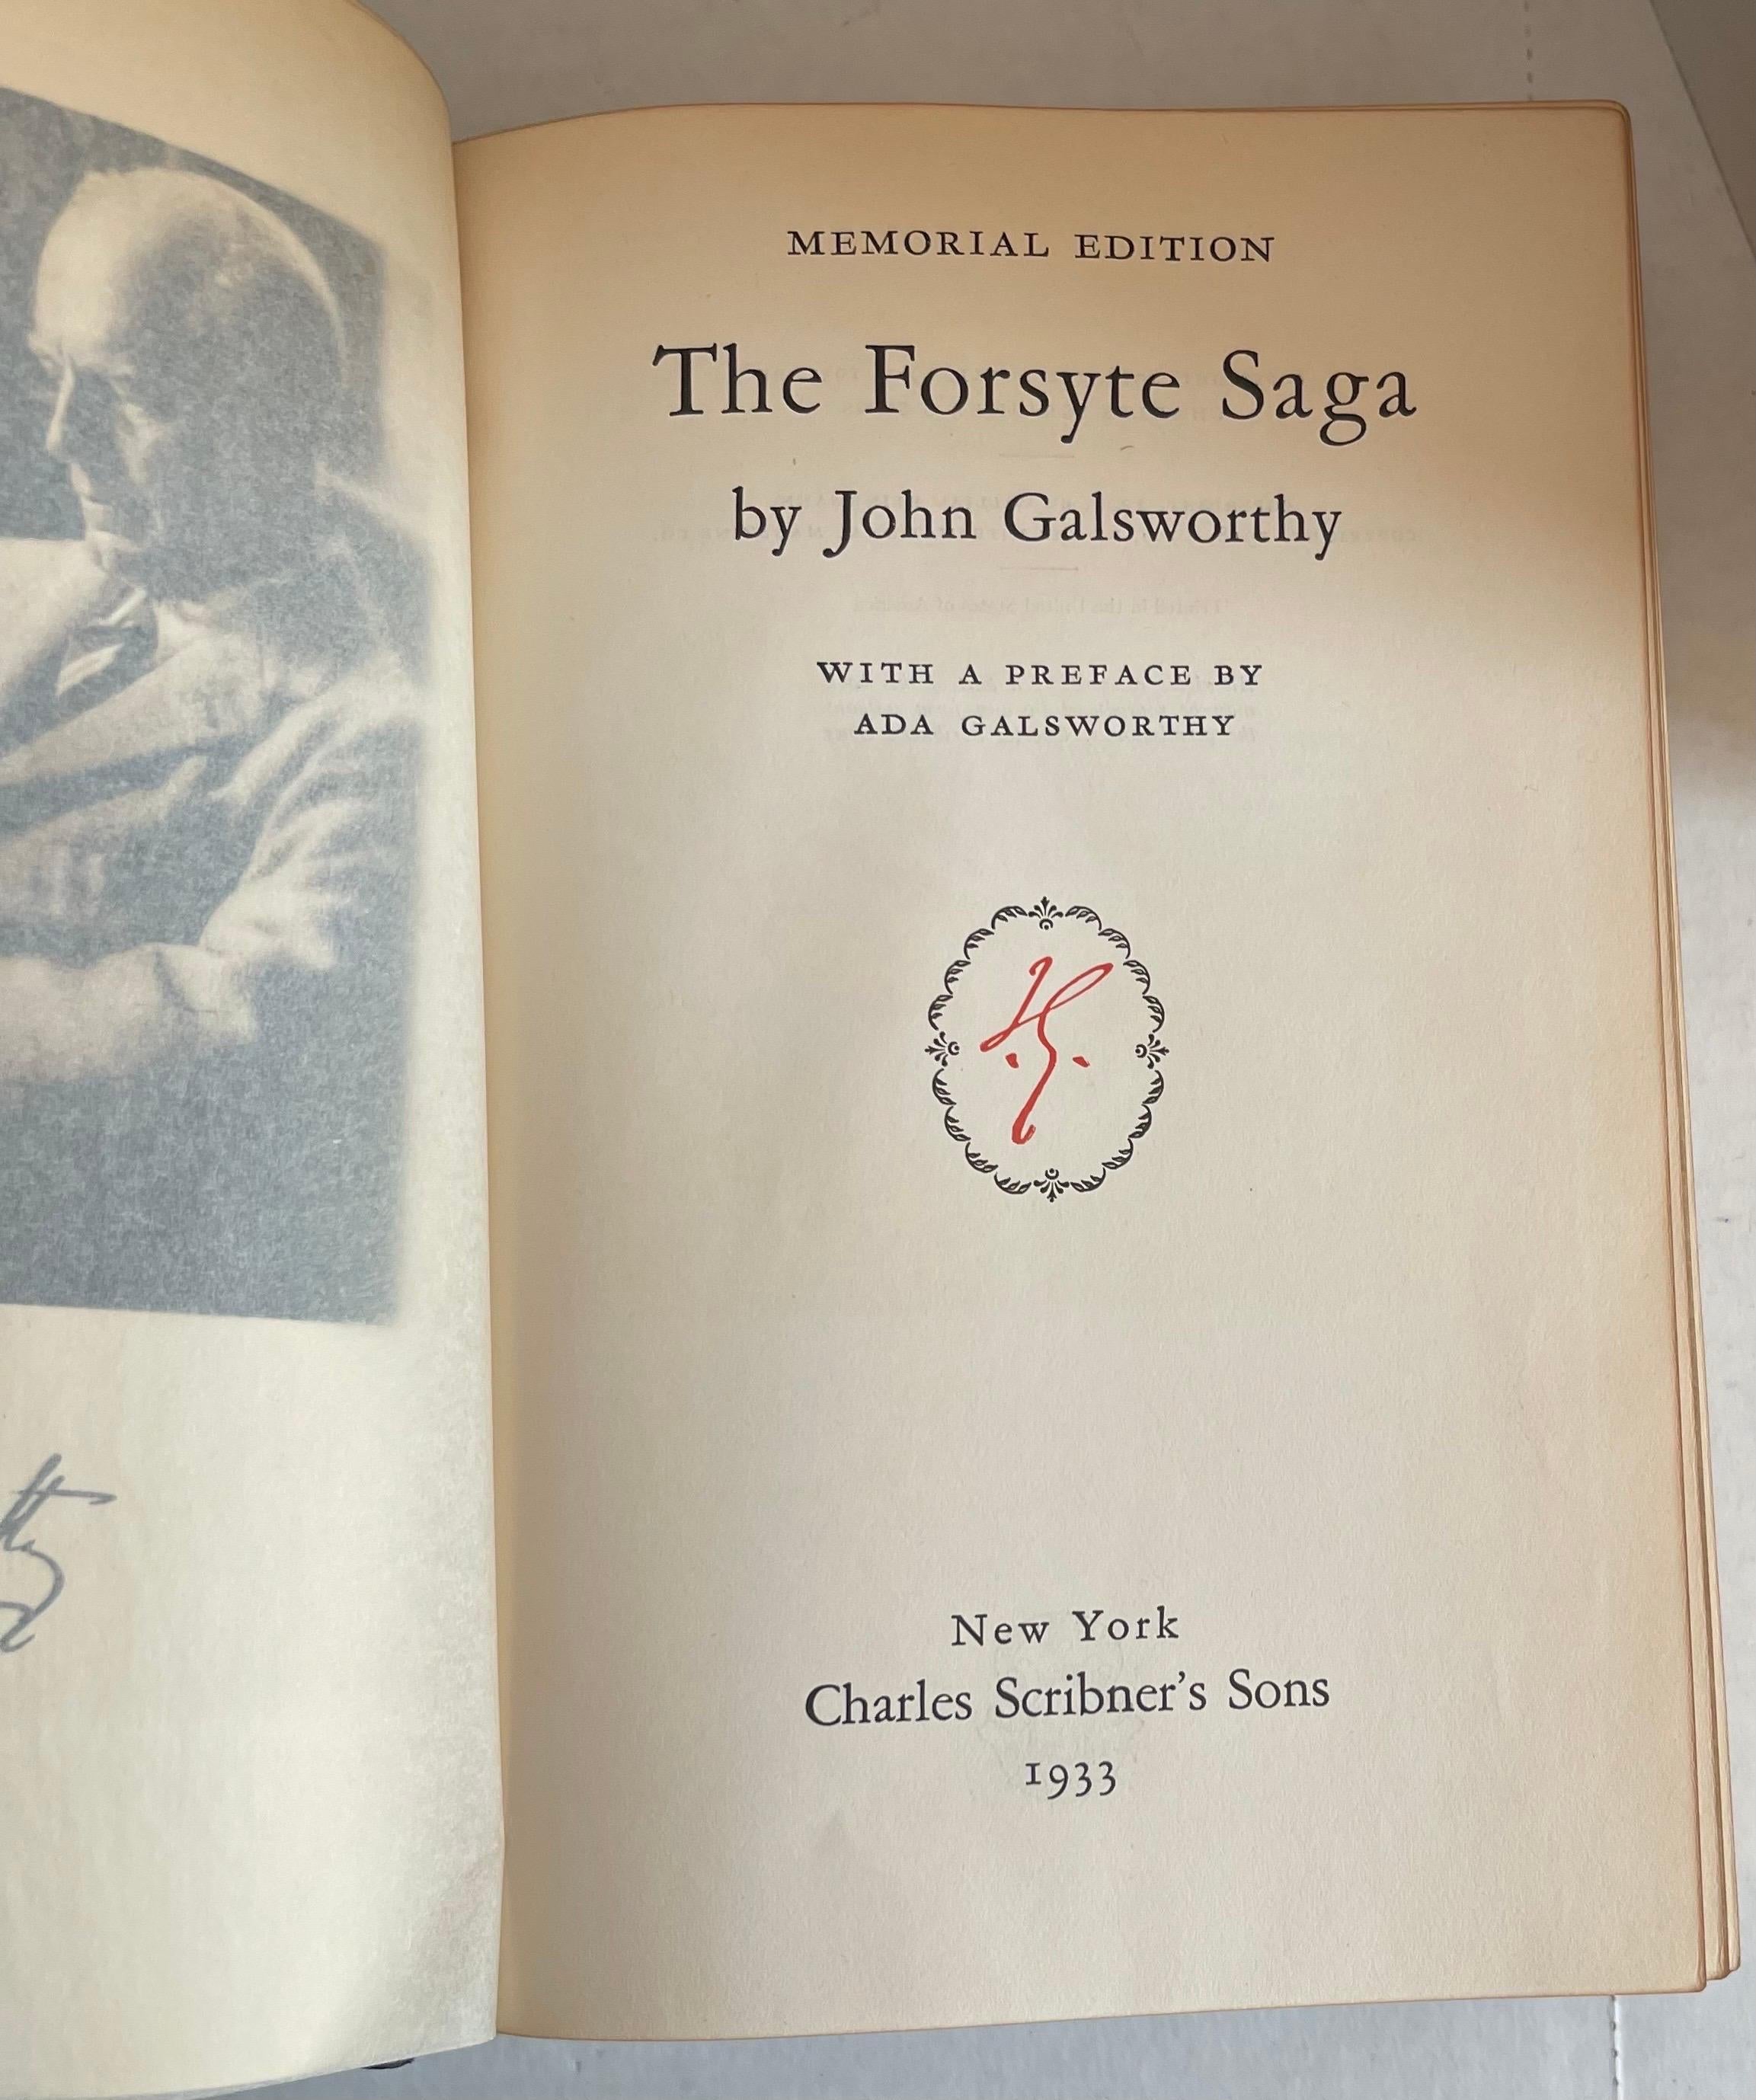 MEMORIAL EDITION
The Forsyte Saga
by John Galsworthy
WITH A PREFACE BY
ADA GALSWORTHY
New York
Charles Scribner's Sons
1933